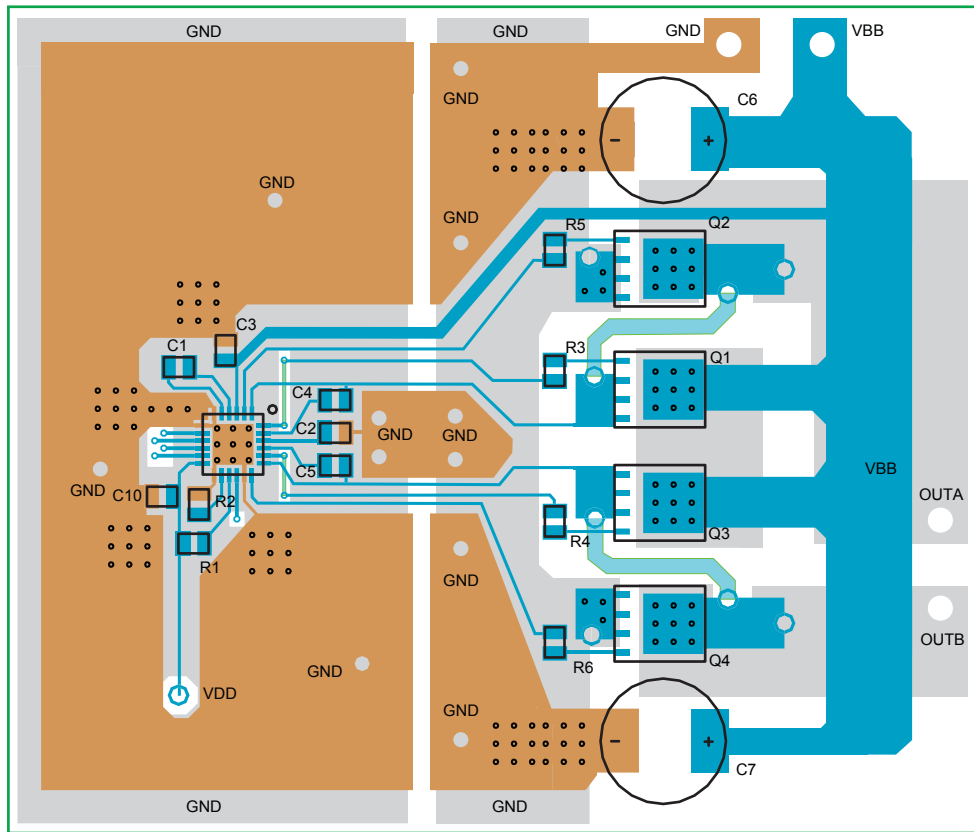 GND
GND
GND
VBB
GND
C6
GND
GND
R5
Q2
C3
C1
R3
Q1
C4
C2
GND
GND
C5
GND
C10
R2
VBB
OUTA
R4
Q3
R1
GND
GND
R6
Q4
OUTB
VDD
GND
C7
GND
GND
-
+
-
+